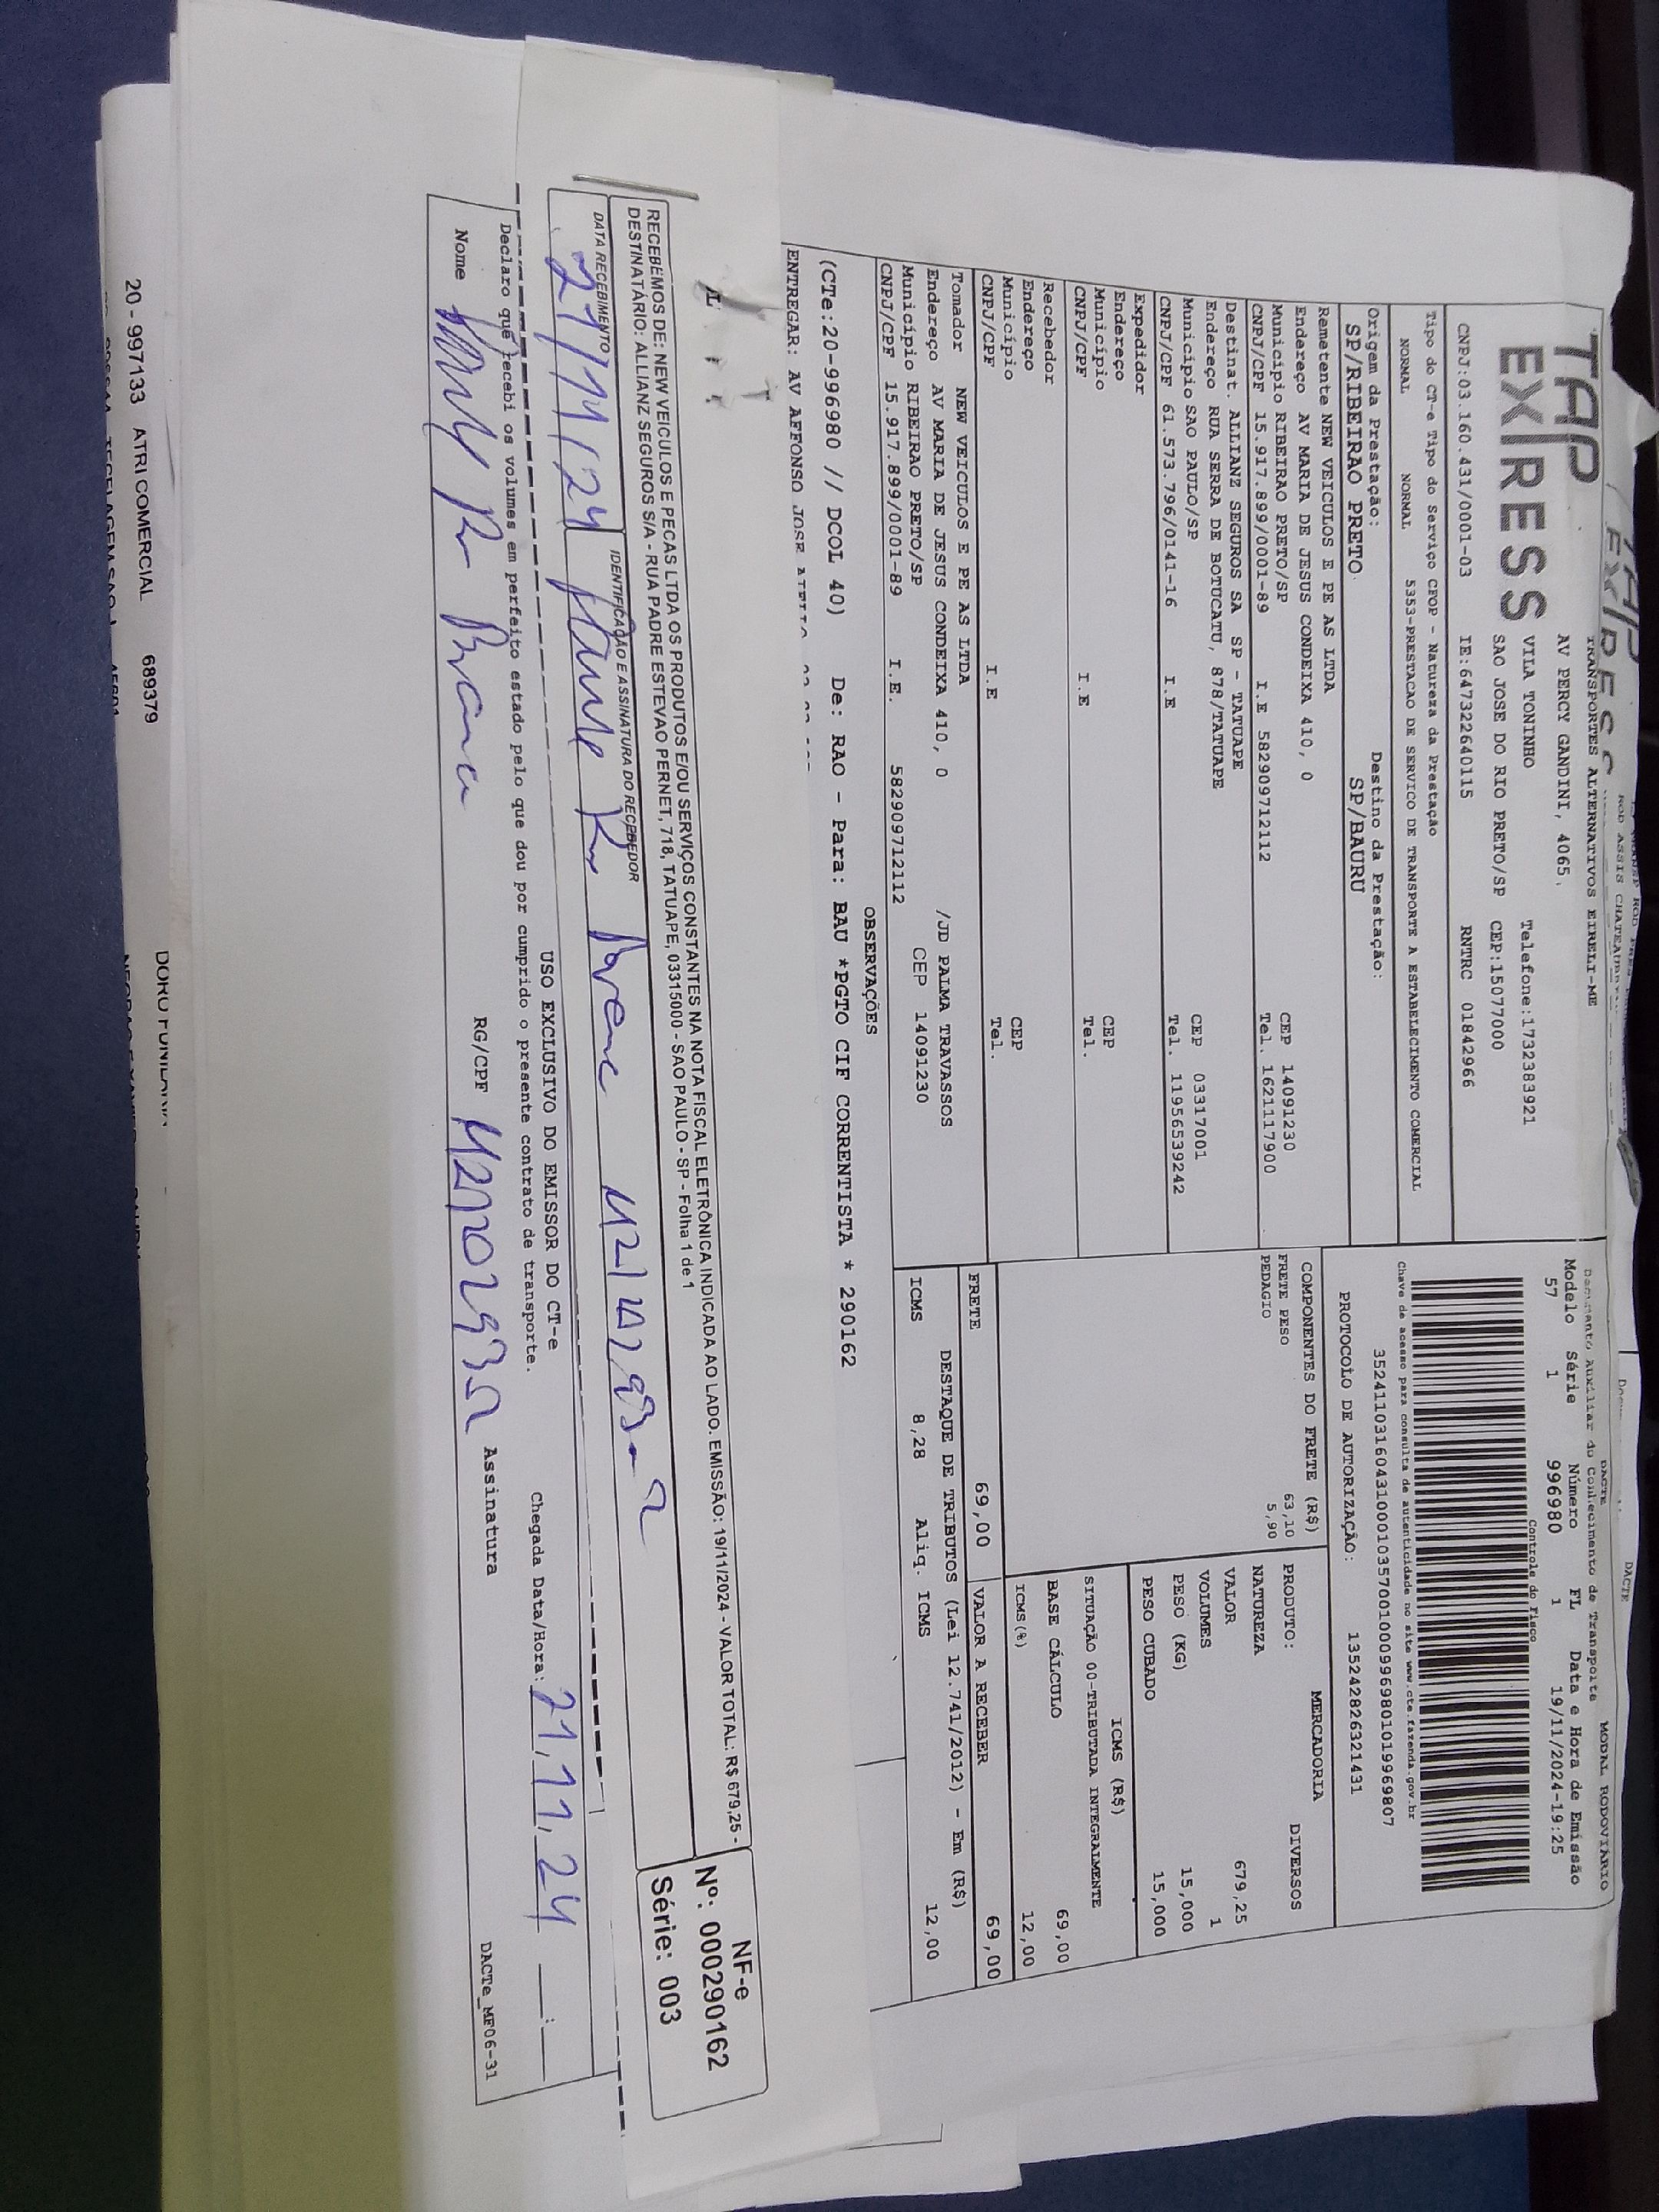 TAP
EXPRESS
TRANSPORTES ALTERNATIVOS EIRELI-ME
AV PERCY GANDINI, 4065
VILA TONINHO
Telefone:1732383921
SAO JOSE DO RIO PRETO/SP CEP:15077000
CNPJ:03.160.431/0001-03 IE:647322640115 RNTRC 01842966
Tipo do CT-e Tipo do Serviço CFOP - Natureza da Prestação
NORMAL NORMAL 5353-PRESTACAO DE SERVICO DE TRANSPORTE A ESTABELECIMENTO COMERCIAL
Origem da Prestação: Destino da Prestação:
SP/RIBEIRAO PRETO SP/BAURU
Remetente NEW VEICULOS E PE AS LTDA
Endereço AV MARIA DE JESUS CONDEIXA 410, 0
Município RIBEIRAO PRETO/SP CEP 14091230
CNPJ/CPF 15.917.899/0001-89 I.E 582909712112 Tel. 1621117900
Destinat. ALLIANZ SEGUROS SA SP - TATUAPE
Endereço RUA SERRA DE BOTUCATU, 878/TATUAPE
Município SAO PAULO/SP CEP 03317001
CNPJ/CPF 61.573.796/0141-16 I.E Tel. 11956539242
Expedidor
Endereço
Município CEP
CNPJ/CPF I.E Tel.
Recebedor
Endereço
Município CEP
CNPJ/CPF I.E Tel.
Tomador NEW VEICULOS E PE AS LTDA
Endereço AV MARIA DE JESUS CONDEIXA 410, 0 /JD PALMA TRAVASSOS
Município RIBEIRAO PRETO/SP CEP 14091230
CNPJ/CPF 15.917.899/0001-89 I.E. 582909712112
DACTE MODAL RODOVIÁRIO
Documento Auxiliar do Conhecimento de Transporte
Modelo Série Número FL Data e Hora de Emissão
57 1 996980 1 19/11/2024-19:25
Controle do Fisco
Chave de acesso para consulta de autenticidade no site www.cte.fazenda.gov.br
35241103160431000103570010009969801019969807
PROTOCOLO DE AUTORIZAÇÃO: 135242826321431
COMPONENTES DO FRETE (R$)
FRETE PESO 63,10
PEDAGIO 5,90
MERCADORIA
PRODUTO: DIVERSOS
NATUREZA
VALOR 679,25
VOLUMES 1
PESO (KG) 15,000
PESO CUBADO 15,000
ICMS (R$)
SITUAÇÃO 00-TRIBUTADA INTEGRALMENTE
BASE CÁLCULO 69,00
ICMS(%) 12,00
FRETE 69,00 VALOR A RECEBER 69,00
DESTAQUE DE TRIBUTOS (Lei 12.741/2012) - Em (R$)
ICMS 8,28 Aliq. ICMS 12,00
OBSERVAÇÕES
(CTe:20-996980 // DCOL 40) De: RAO - Para: BAU *PGTO CIF CORRENTISTA * 290162
ENTREGAR: AV AFFONSO JOSE
RECEBEMOS DE: NEW VEICULOS E PECAS LTDA OS PRODUTOS E/OU SERVIÇOS CONSTANTES NA NOTA FISCAL ELETRÔNICA INDICADA AO LADO. EMISSÃO: 19/11/2024 - VALOR TOTAL: R$ 679,25 -
DESTINATÁRIO: ALLIANZ SEGUROS S/A - RUA PADRE ESTEVAO PERNET, 718, TATUAPE, 03315000 - SAO PAULO - SP - Folha 1 de 1
DATA RECEBIMENTO IDENTIFICAÇÃO E ASSINATURA DO RECEBEDOR
21/11/24
NF-e
Nº: 000290162
Série: 003
USO EXCLUSIVO DO EMISSOR DO CT-e
Chegada Data/Hora: 21,11,24 __:__
Declaro que recebi os volumes em perfeito estado pelo que dou por cumprido o presente contrato de transporte.
Nome RG/CPF Assinatura
DACTe_MF06-31
20 - 997133 ATRI COMERCIAL 689379